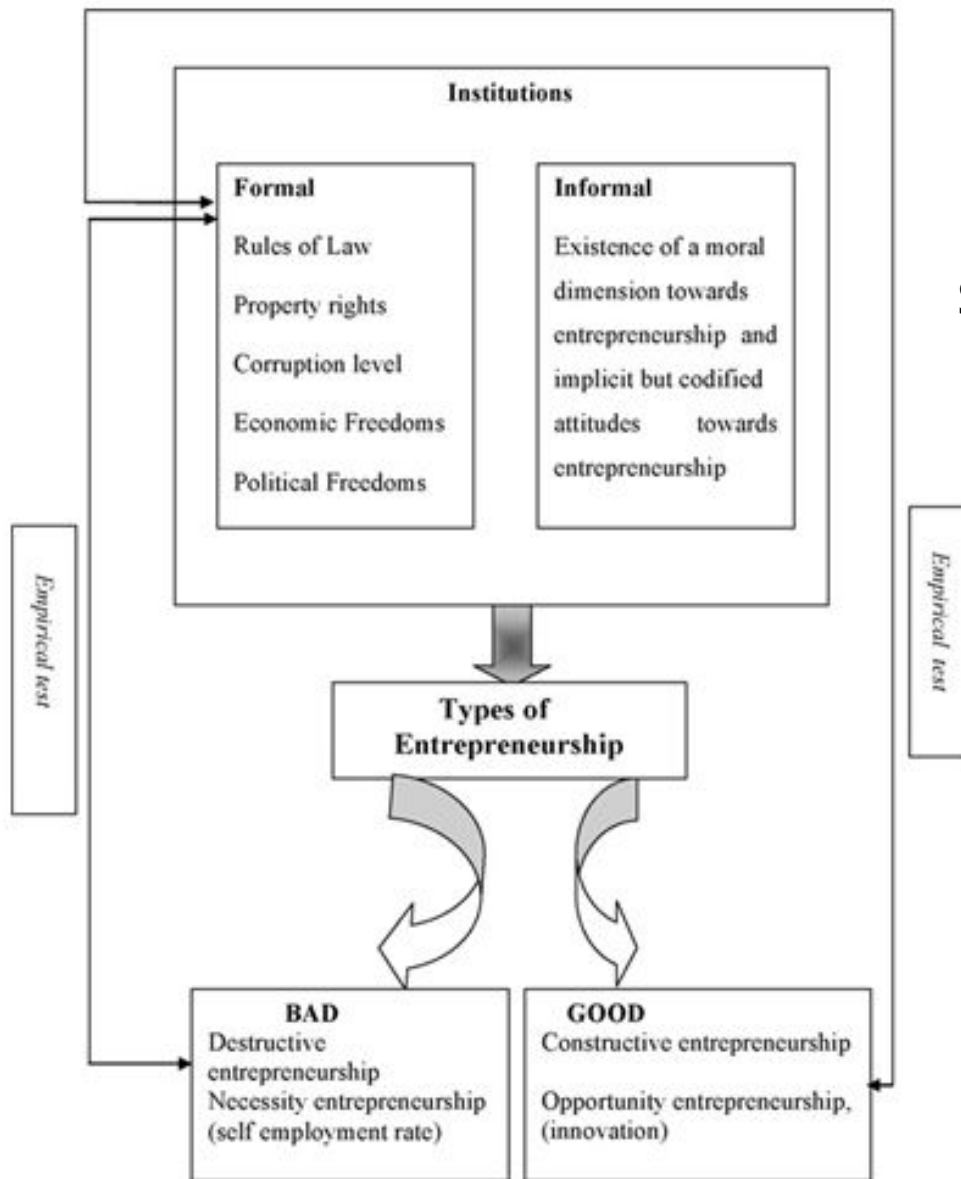 Institutions
Formal
Rules of Law
Property rights
Corruption level
Economic Freedoms
Political Freedoms
Informal
Existence of a moral
dimension towards
entrepreneurship and
implicit but codified
attitudes towards
entrepreneurship
Empirical test
Empirical test
Types of
Entrepreneurship
BAD
Destructive
entrepreneurship
Necessity entrepreneurship
(self employment rate)
GOOD
Constructive entrepreneurship
Opportunity entrepreneurship,
(innovation)